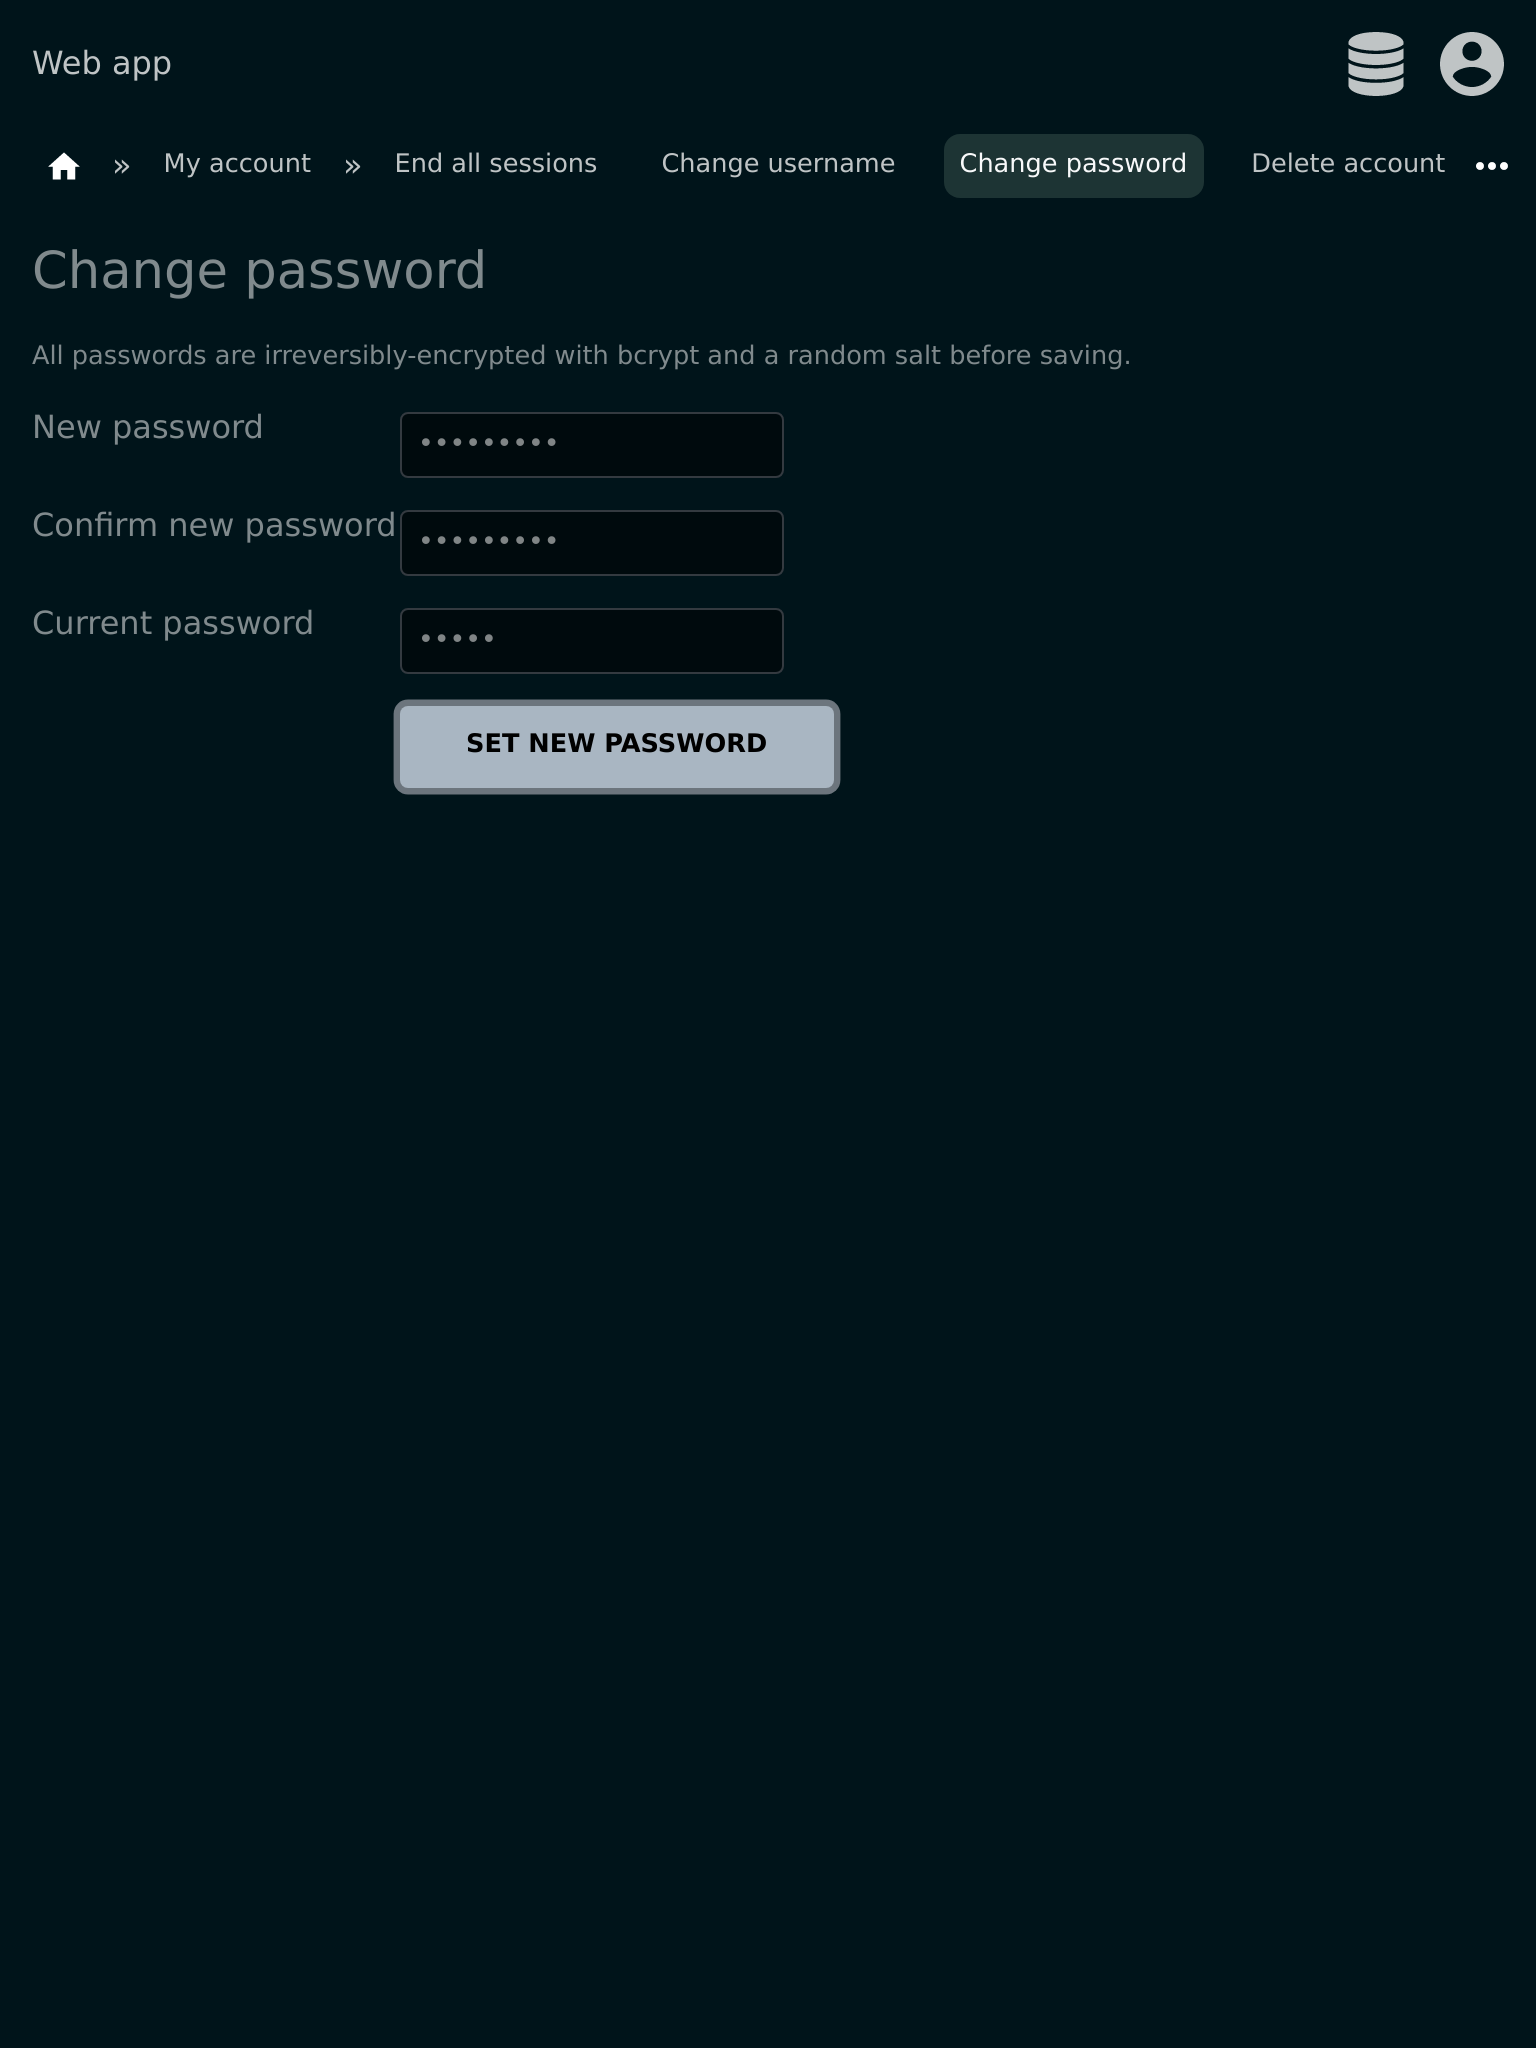 Web app
» My account » End all sessions Change username Change password Delete account •••
Change password
All passwords are irreversibly-encrypted with bcrypt and a random salt before saving.
New password •••••••••
Confirm new password •••••••••
Current password •••••
SET NEW PASSWORD